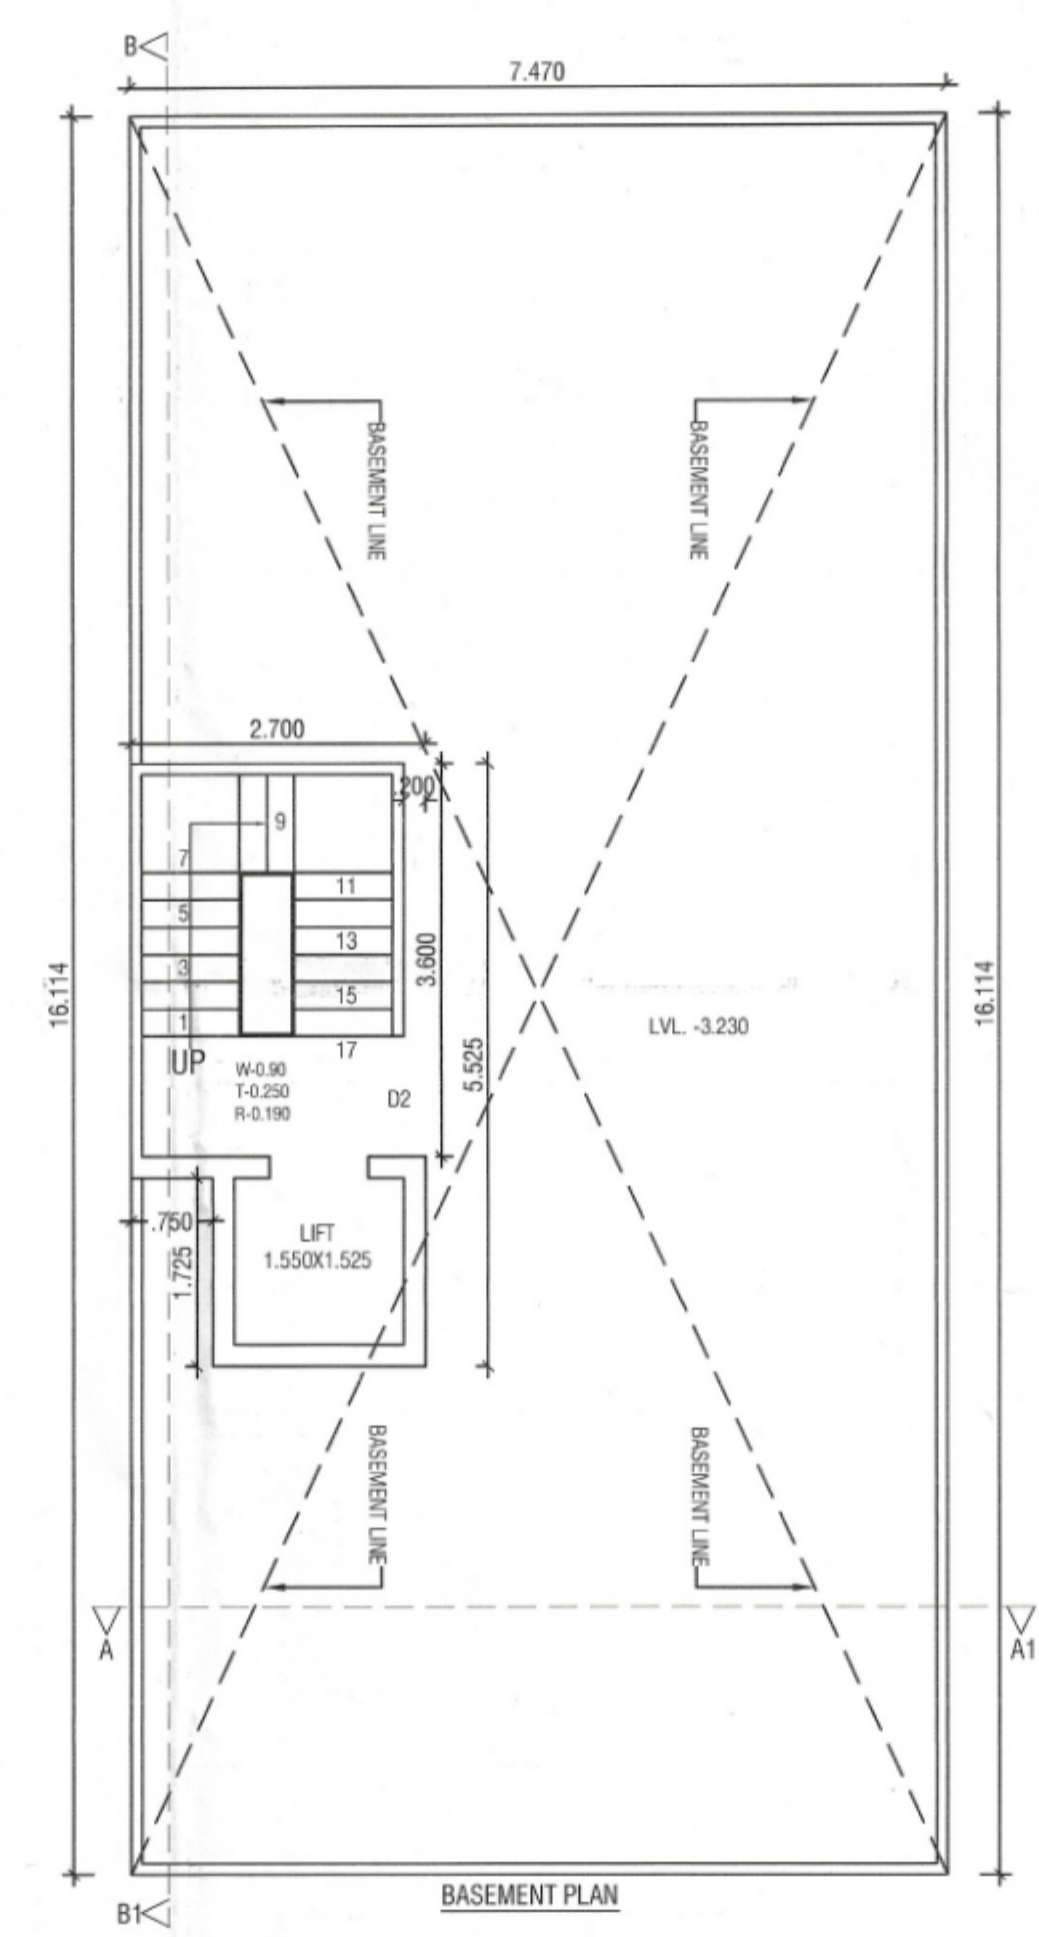 B
7.470
BASEMENT LINE
BASEMENT LINE
2.700
.200
9
7
11
5
13
3.600
3
16.114
16.114
15
1
LVL. -3.230
17
UP
5.525
W-0.90
T-0.250
R-0.190
D2
.750
LIFT
1.550X1.525
1.725
BASEMENT LINE
BASEMENT LINE
A
A1
BASEMENT PLAN
B1